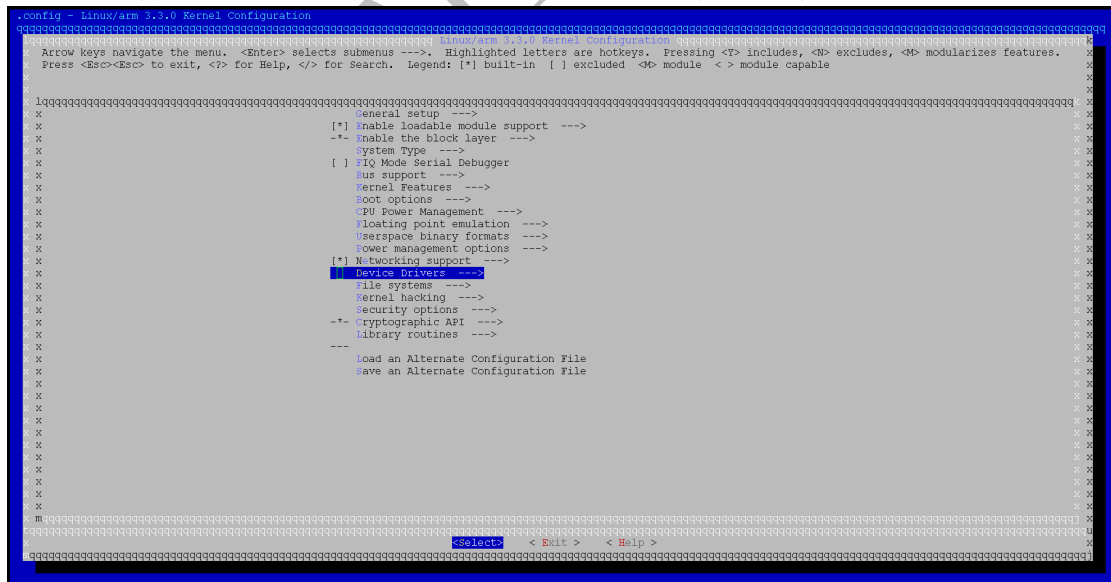 .config - Linux/arm 3.3.0 Kernel Configuration
Linux/arm 3.3.0 Kernel Configuration
Arrow keys navigate the menu. <Enter> selects submenus --->. Highlighted letters are hotkeys. Pressing <Y> includes, <N> excludes, <M> modularizes features.
Press <Esc><Esc> to exit, <?> for Help, </> for Search. Legend: [*] built-in [ ] excluded <M> module < > module capable
General setup --->
[*] Enable loadable module support --->
-*- Enable the block layer --->
System Type --->
[ ] FIQ Mode Serial Debugger
Bus support --->
Kernel Features --->
Boot options --->
CPU Power Management --->
Floating point emulation --->
Userspace binary formats --->
Power management options --->
[*] Networking support --->
[] Device Drivers --->
File systems --->
Kernel hacking --->
Security options --->
-*- Cryptographic API --->
Library routines --->
---
Load an Alternate Configuration File
Save an Alternate Configuration File
<Select> < Exit > < Help >